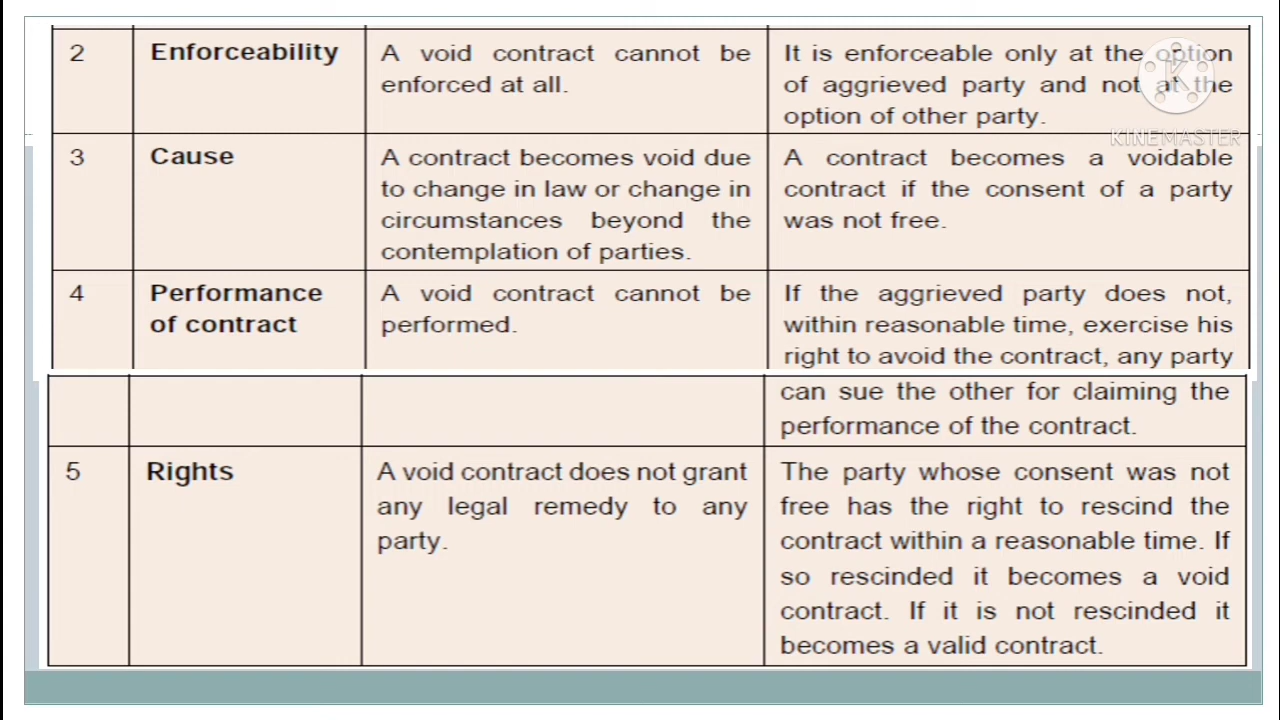 2
Enforceability
A void contract cannot be
enforced at all.
It is enforceable only at the option
of aggrieved party and not at the
option of other party.
KINEMASTER
3
Cause
A contract becomes void due
to change in law or change in
circumstances beyond the
contemplation of parties.
A contract becomes a voidable
contract if the consent of a party
was not free.
4
Performance
of contract
A void contract cannot be
performed.
If the aggrieved party does not,
within reasonable time, exercise his
right to avoid the contract, any party
can sue the other for claiming the
performance of the contract.
5
Rights
A void contract does not grant
any legal remedy to any
party.
The party whose consent was not
free has the right to rescind the
contract within a reasonable time. If
so rescinded it becomes a void
contract. If it is not rescinded it
becomes a valid contract.